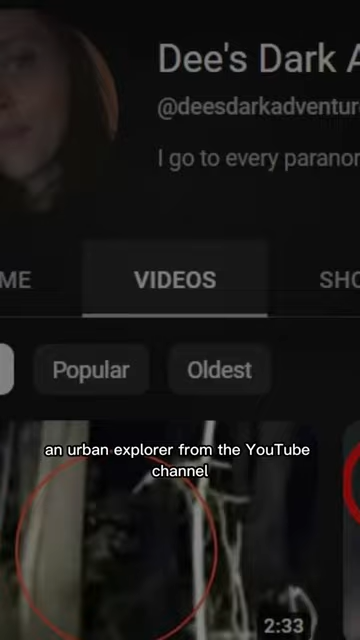 Dee's Dark A
@deesdarkadventur
I go to every paranor
ME
VIDEOS
SHO
Popular
Oldest
an urban explorer from the YouTube
channel
2:33